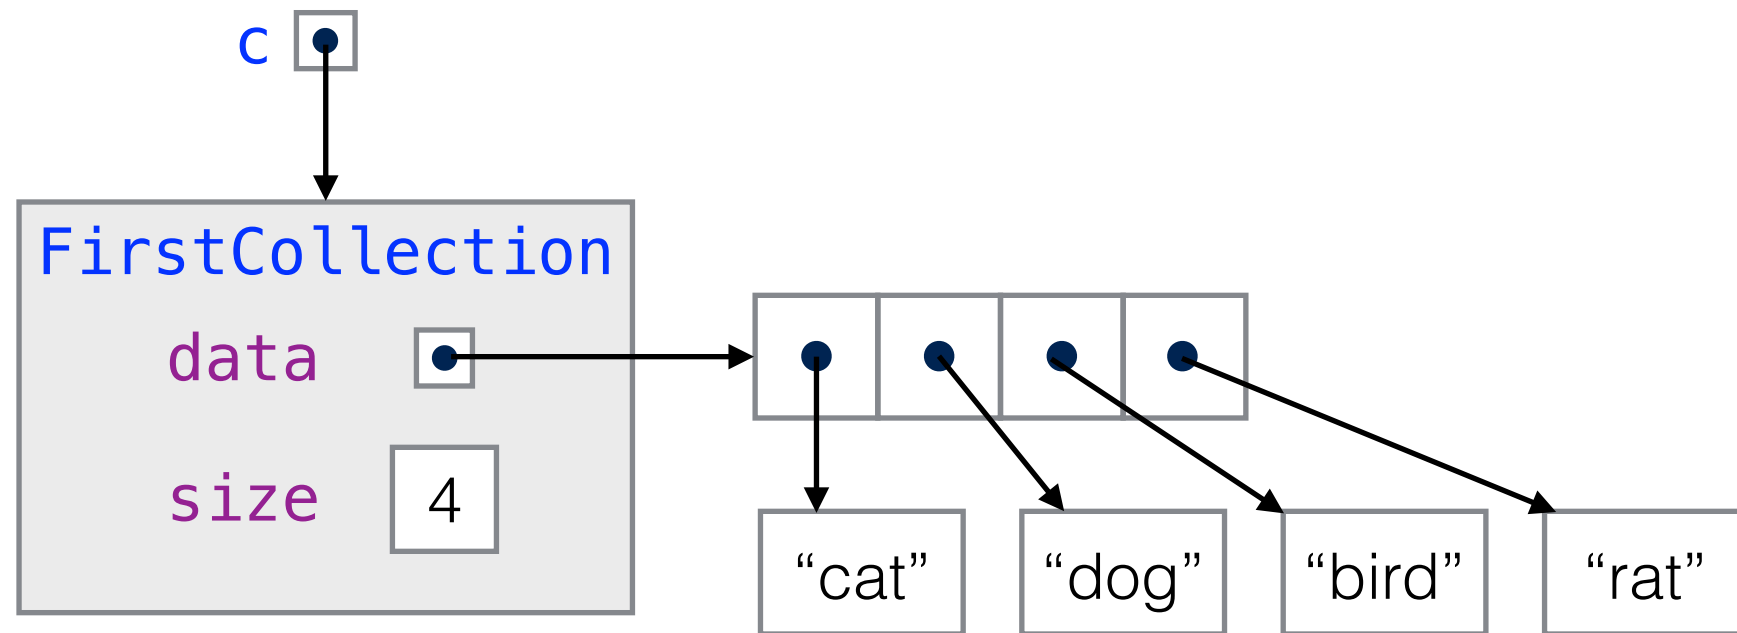 c
FirstCollection
data
size 4
“cat” “dog” “bird” “rat”